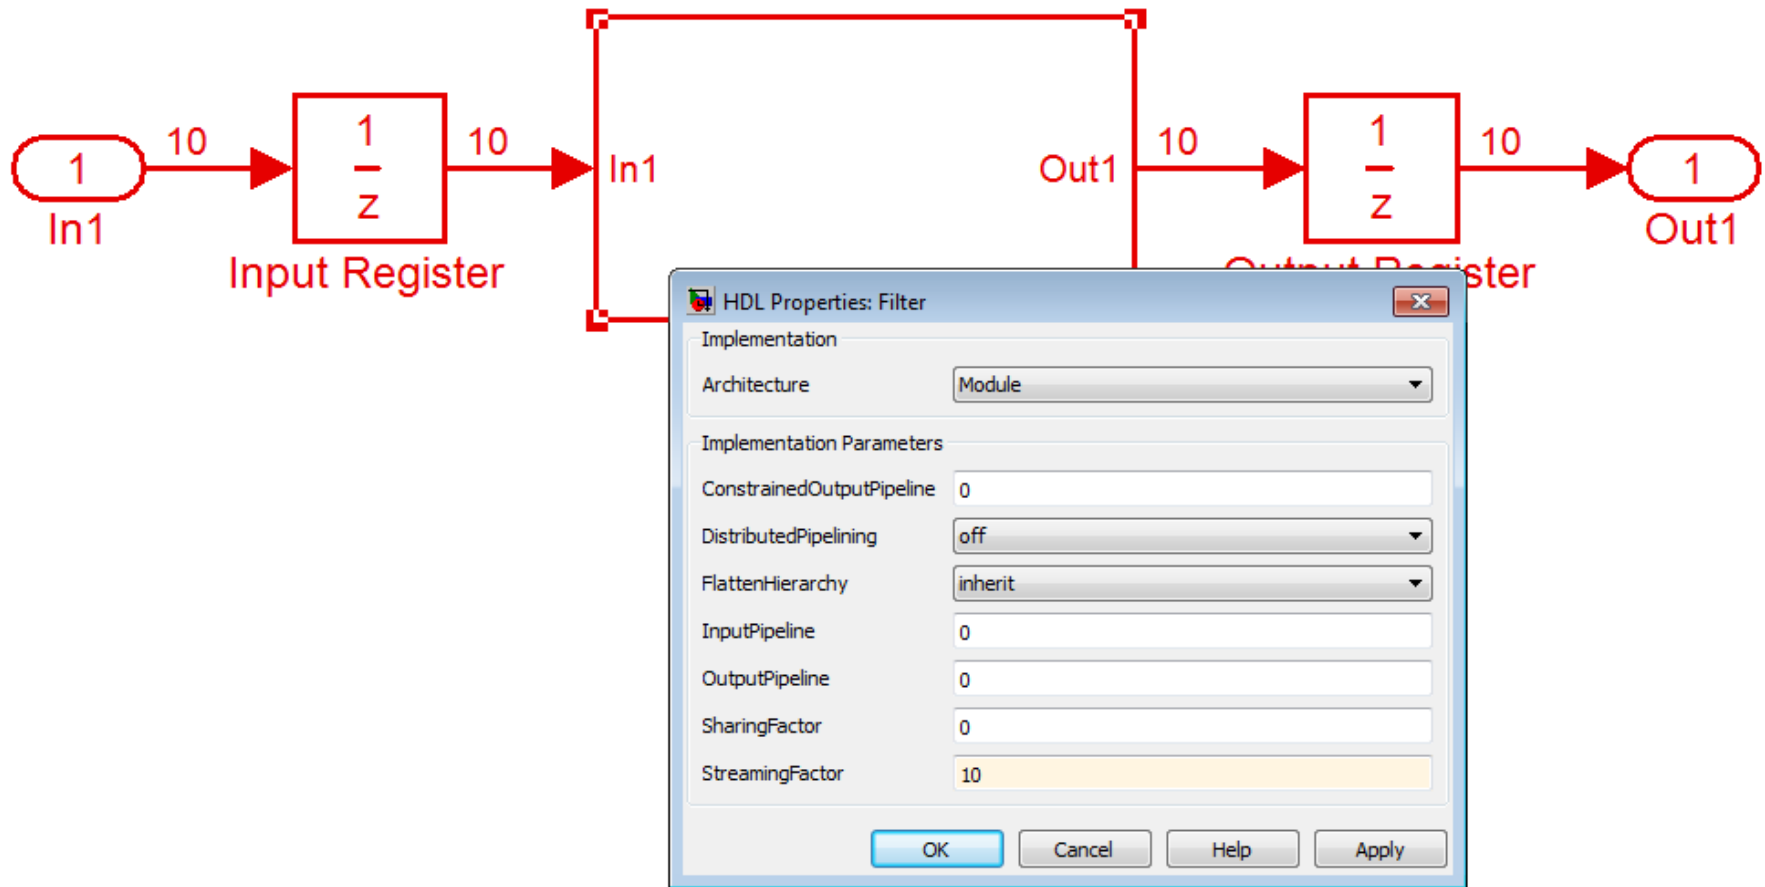 10
10
10
10
1
1
z
In1
Out1
1
z
1
In1
Out1
Input Register
Output Register
HDL Properties: Filter
Implementation
Architecture
Module
Implementation Parameters
ConstrainedOutputPipeline
0
DistributedPipelining
off
FlattenHierarchy
inherit
InputPipeline
0
OutputPipeline
0
SharingFactor
0
StreamingFactor
10
OK
Cancel
Help
Apply